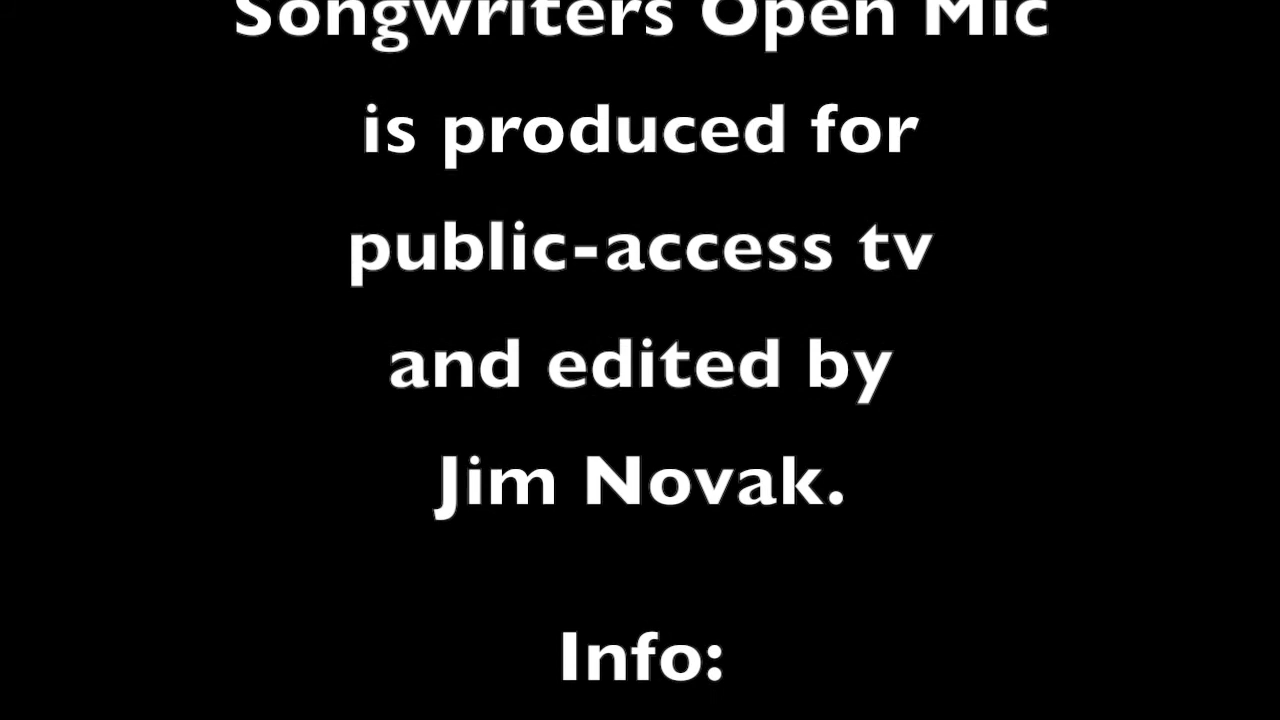 Songwriters Open Mic
is produced for
public-access tv
and edited by
Jim Novak.
Info: